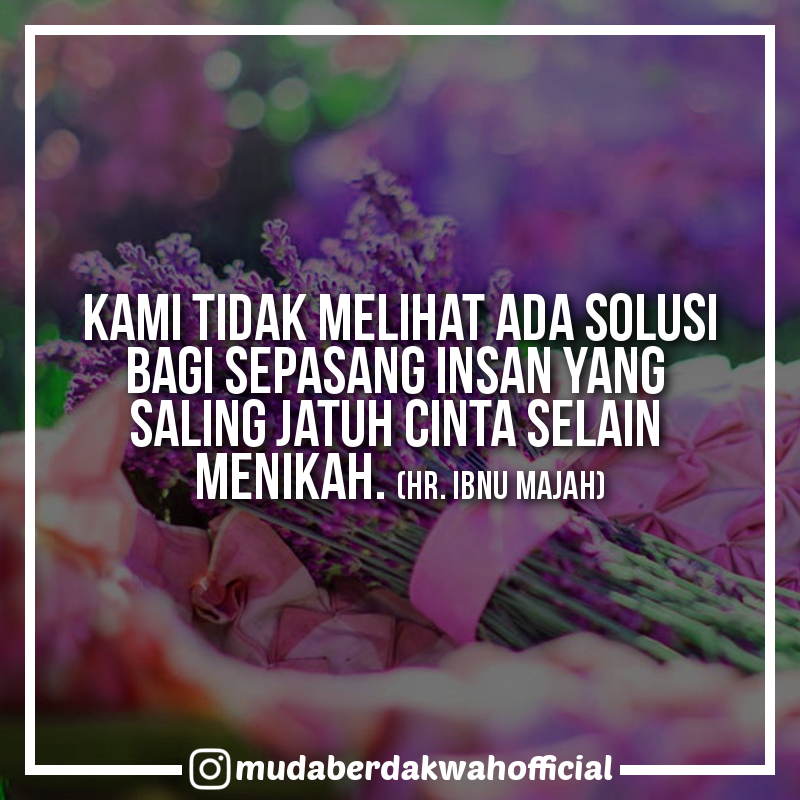 KAMI TIDAK MELIHAT ADA SOLUSI
BAGI SEPASANG INSAN YANG
SALING JATUH CINTA SELAIN
MENIKAH. (HR. IBNU MAJAH)
mudaberdakwahofficial